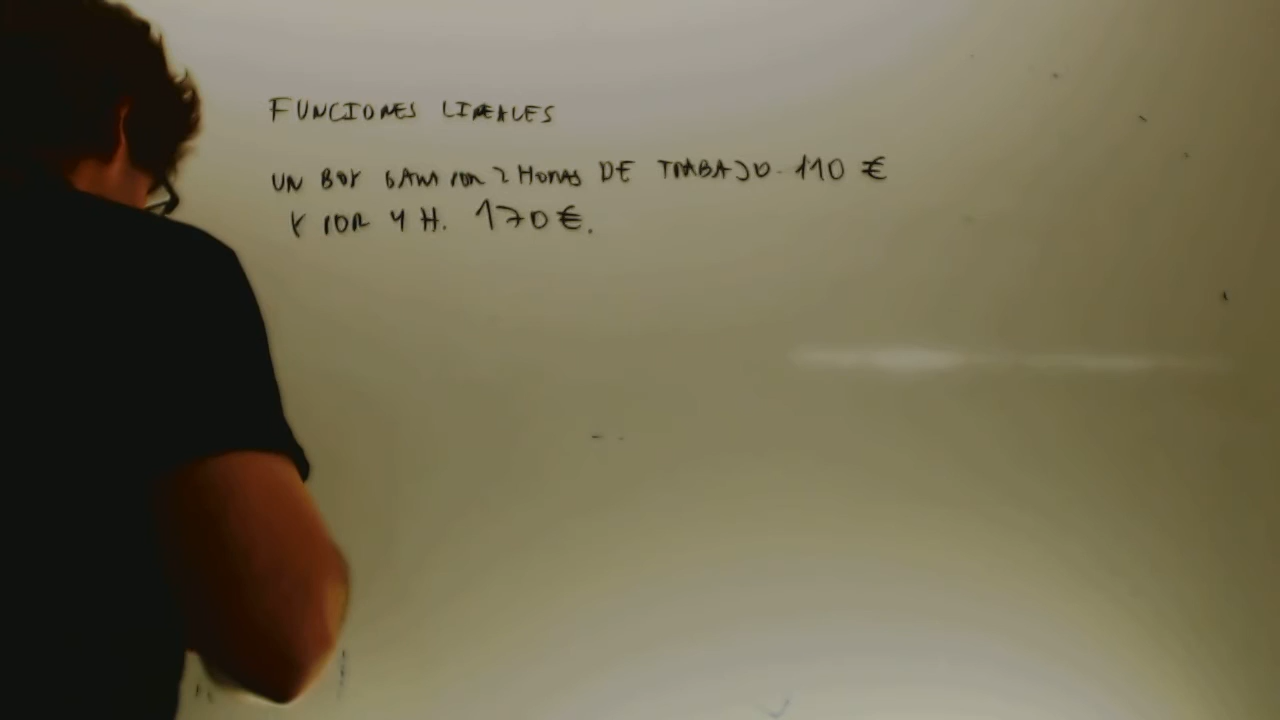 FUNCIONES LINEALES
UN BOY GANA POR 2 HORAS DE TRABAJO 110 €
Y POR 4 H. 170 €.